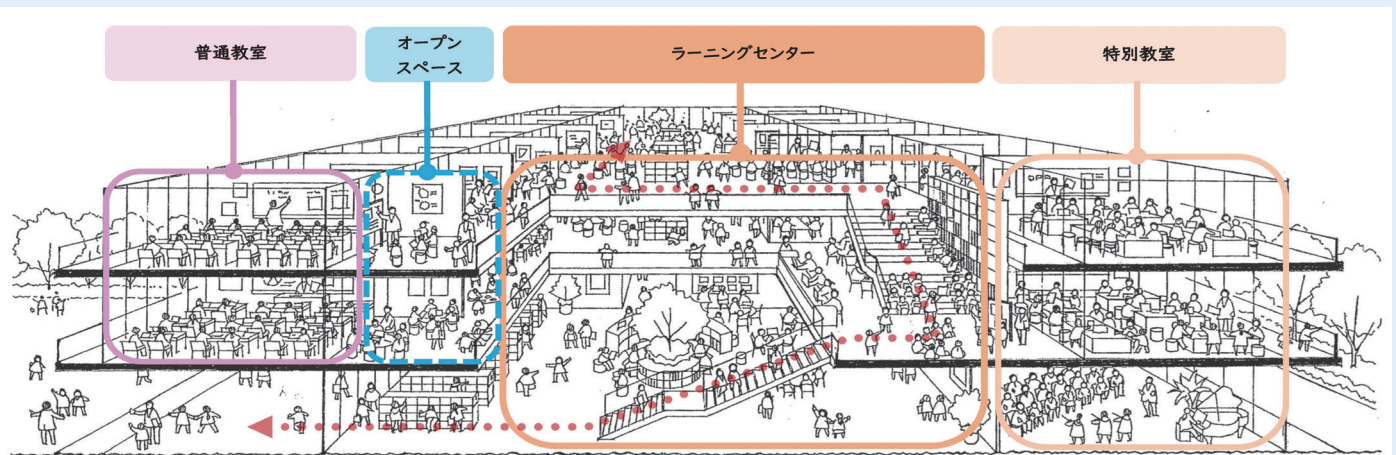 普通教室
オープン
スペース
ラーニングセンター
特別教室